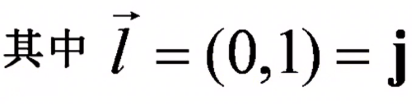 其中 $\vec{l} = (0,1) = \mathbf{j}$